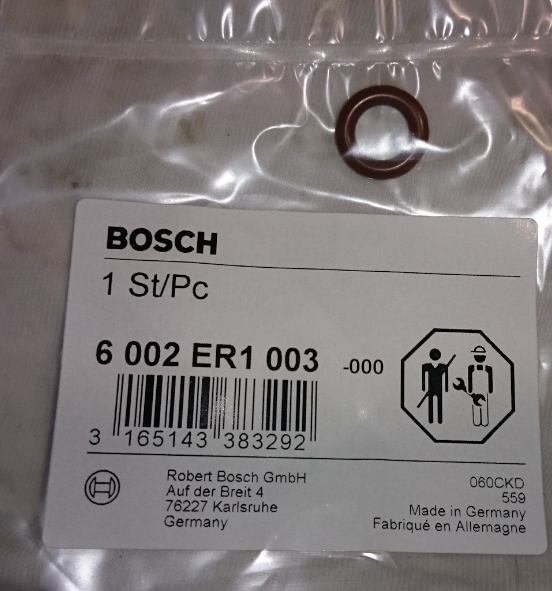 BOSCH
1 St/Pc
6 002 ER1 003 -000
3 165143 383292
Robert Bosch GmbH
Auf der Breit 4
76227 Karlsruhe
Germany
060CKD
559
Made in Germany
Fabriqué en Allemagne